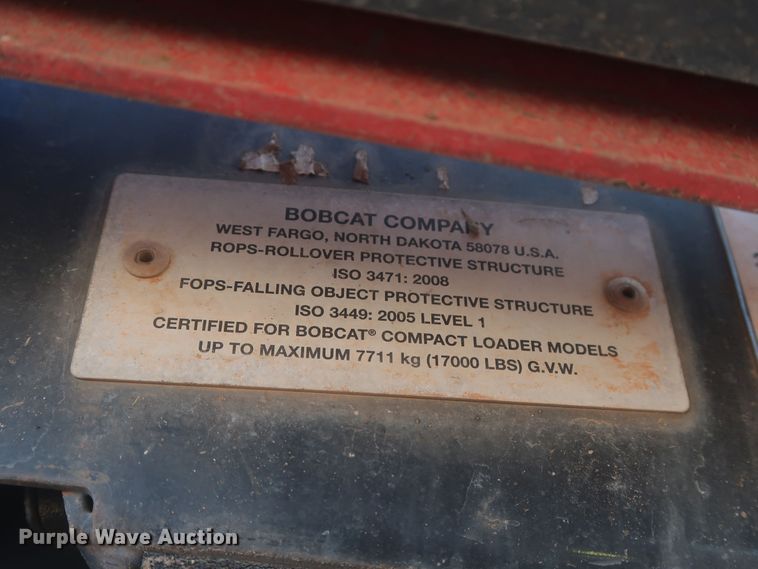 BOBCAT COMPANY
WEST FARGO, NORTH DAKOTA 58078 U.S.A.
ROPS-ROLLOVER PROTECTIVE STRUCTURE
ISO 3471: 2008
FOPS-FALLING OBJECT PROTECTIVE STRUCTURE
ISO 3449: 2005 LEVEL 1
CERTIFIED FOR BOBCAT® COMPACT LOADER MODELS
UP TO MAXIMUM 7711 kg (17000 LBS) G.V.W.
Purple Wave Auction